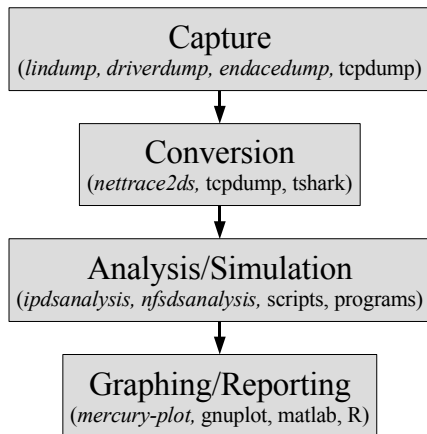 Capture
(lindump, driverdump, endacedump, tcpdump)
Conversion
(nettrace2ds, tcpdump, tshark)
Analysis/Simulation
(ipdsanalysis, nfsdsanalysis, scripts, programs)
Graphing/Reporting
(mercury-plot, gnuplot, matlab, R)